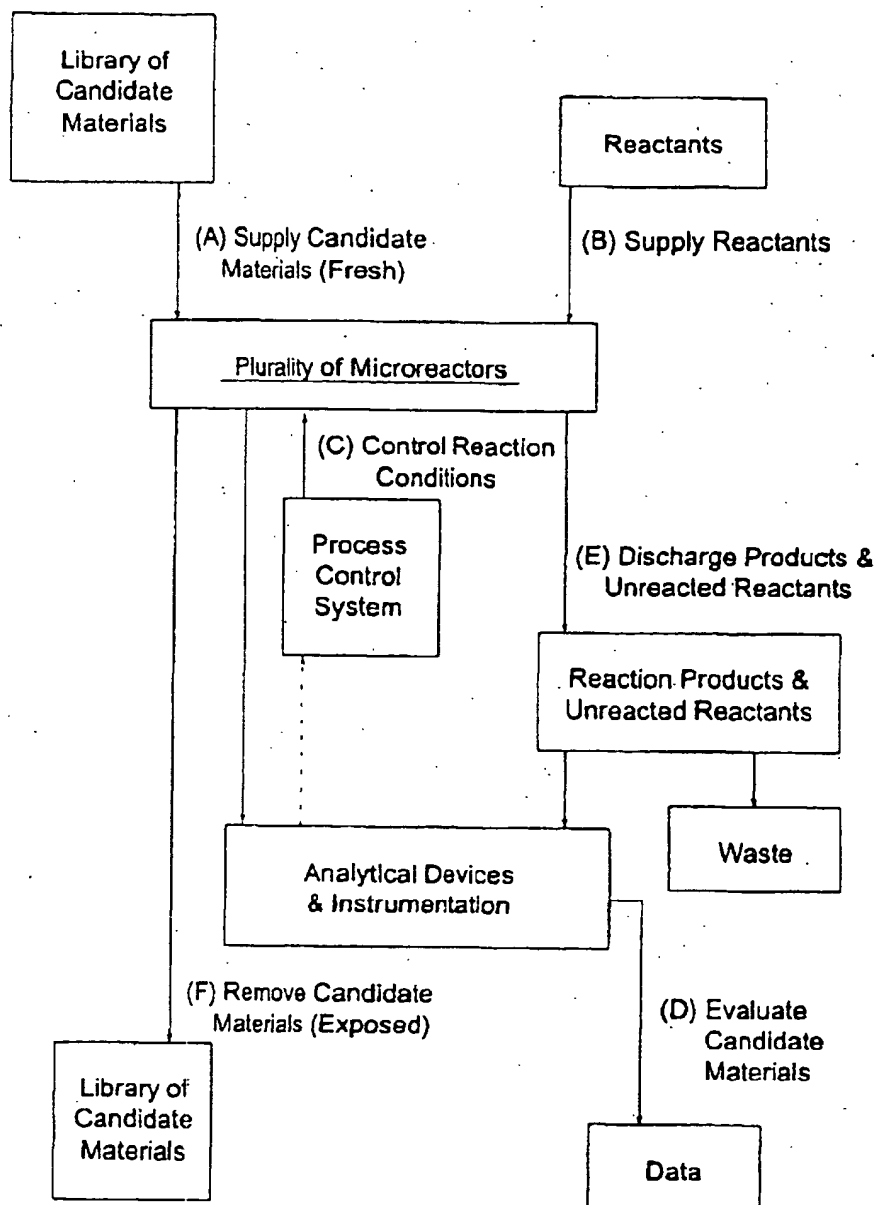 Library of
Candidate
Materials
Reactants
(A) Supply Candidate
Materials (Fresh)
(B) Supply Reactants
Plurality of Microreactors
(C) Control Reaction
Conditions
Process
Control
System
(E) Discharge Products &
Unreacted Reactants
Reaction Products &
Unreacted Reactants
Waste
Analytical Devices
& Instrumentation
(F) Remove Candidate
Materials (Exposed)
(D) Evaluate
Candidate
Materials
Library of
Candidate
Materials
Data